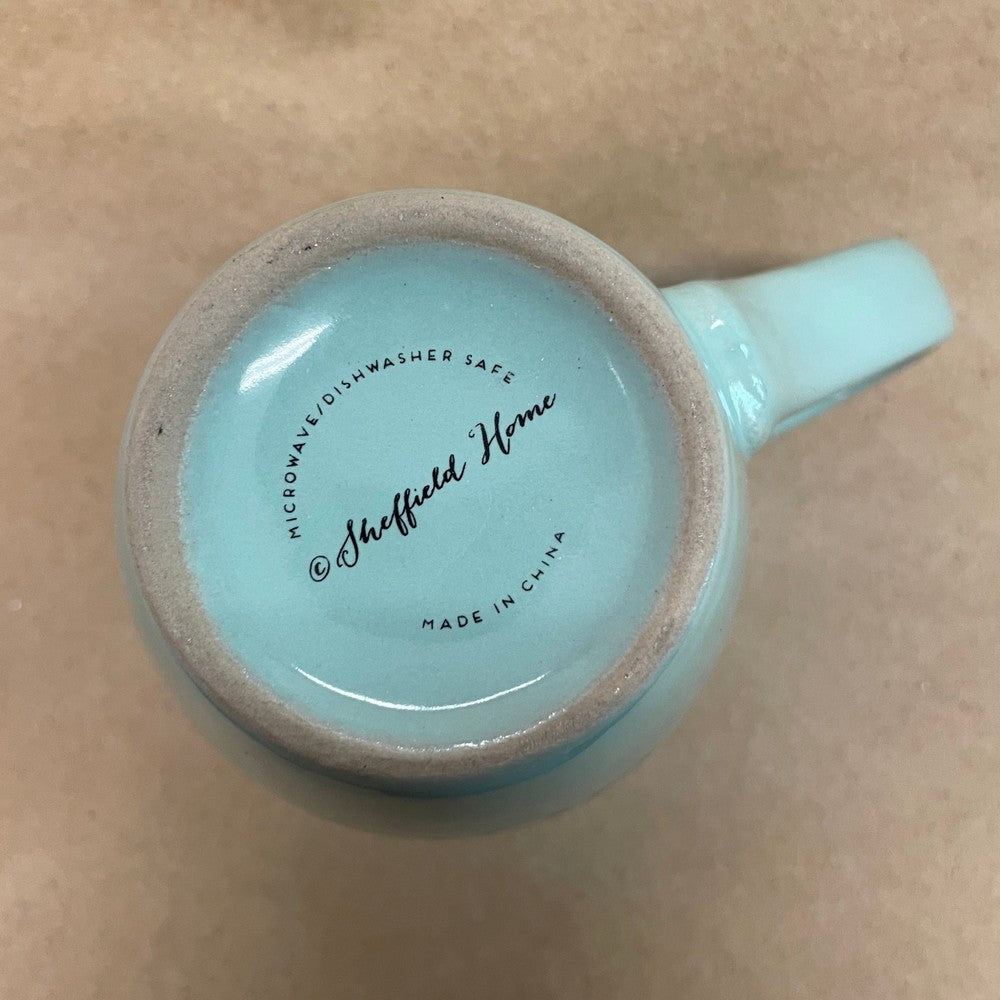 MICROWAVE/DISHWASHER SAFE
© Sheffield Home
MADE IN CHINA